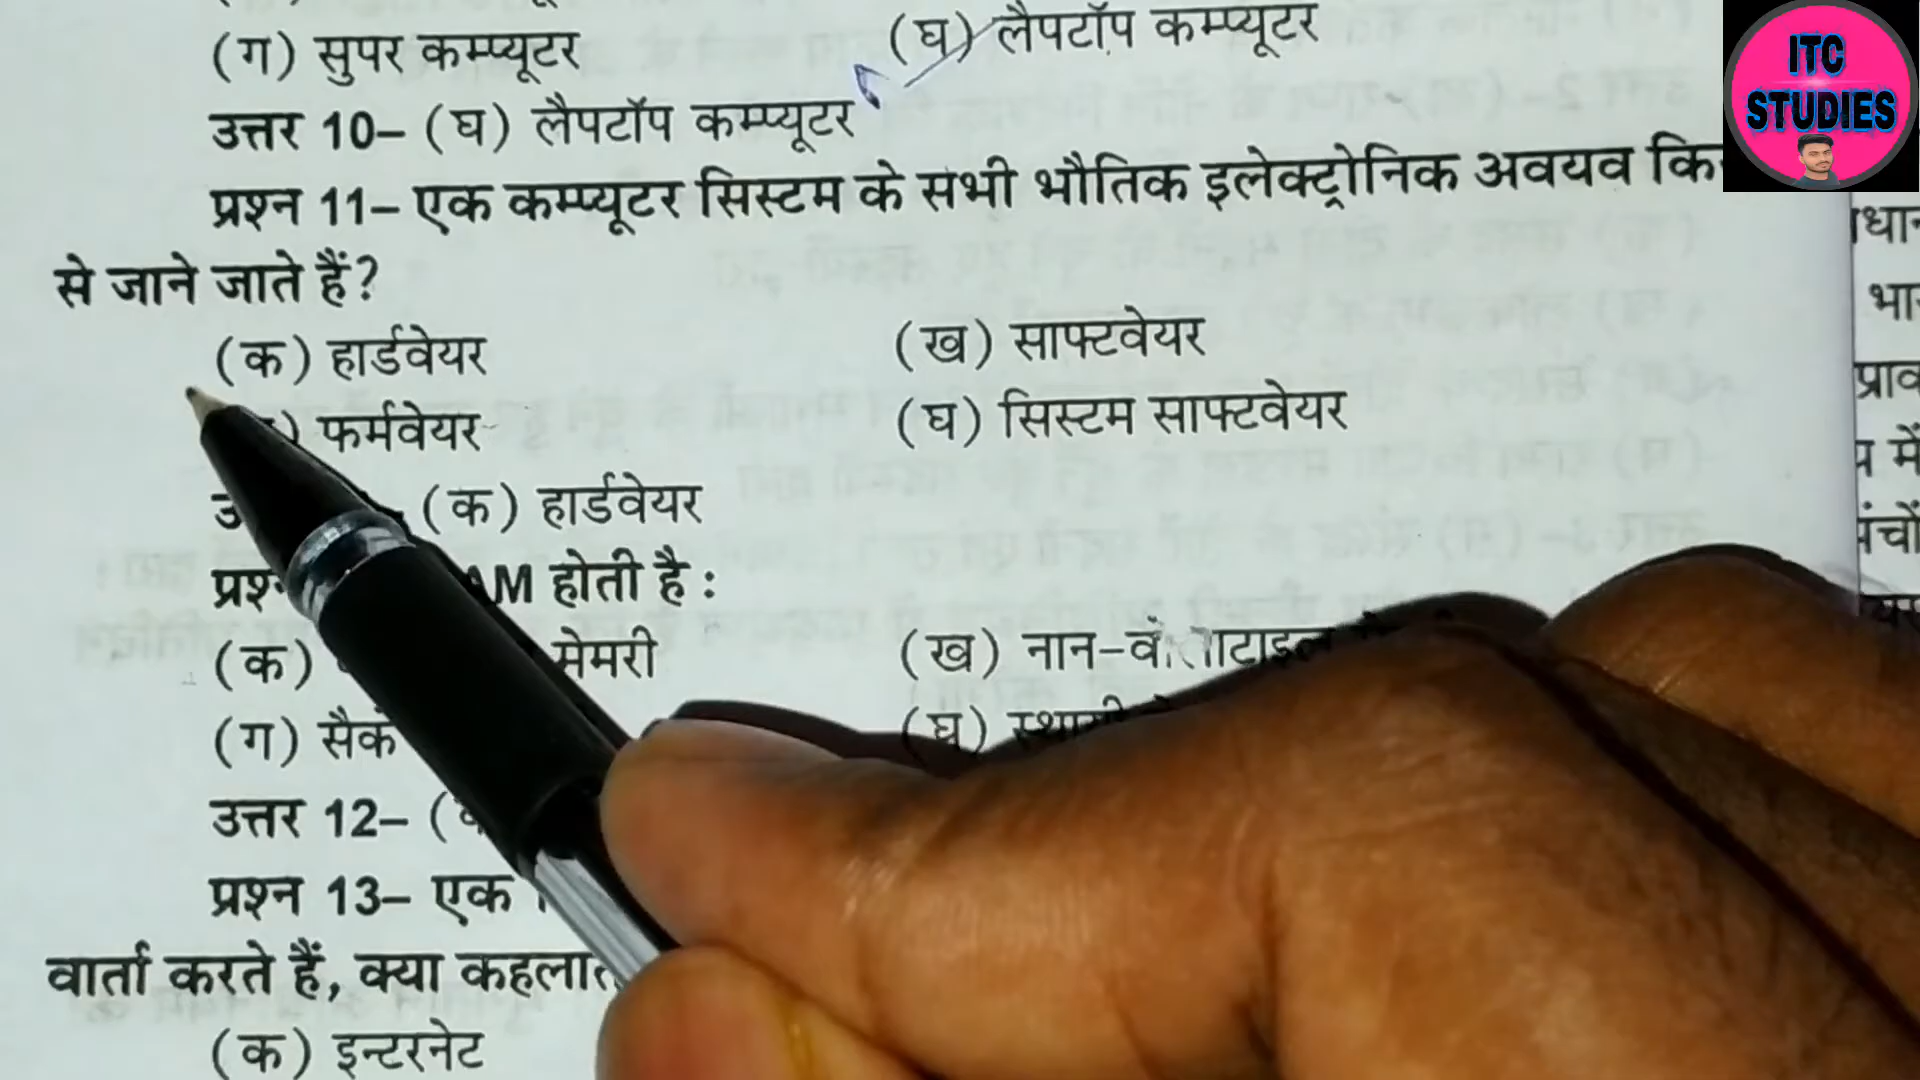 (ग) सुपर कम्प्यूटर (घ) लैपटॉप कम्प्यूटर
उत्तर 10– (घ) लैपटॉप कम्प्यूटर
प्रश्न 11– एक कम्प्यूटर सिस्टम के सभी भौतिक इलेक्ट्रोनिक अवयव
से जाने जाते हैं?
(क) हार्डवेयर (ख) साफ्टवेयर
फर्मवेयर (घ) सिस्टम साफ्टवेयर
(क) हार्डवेयर
होती है :
(क) मेमरी (ख)
(ग) (घ)
उत्तर 12–
प्रश्न 13– एक
वार्ता करते हैं, क्या
(क) इन्टरनेट
ITC
STUDIES